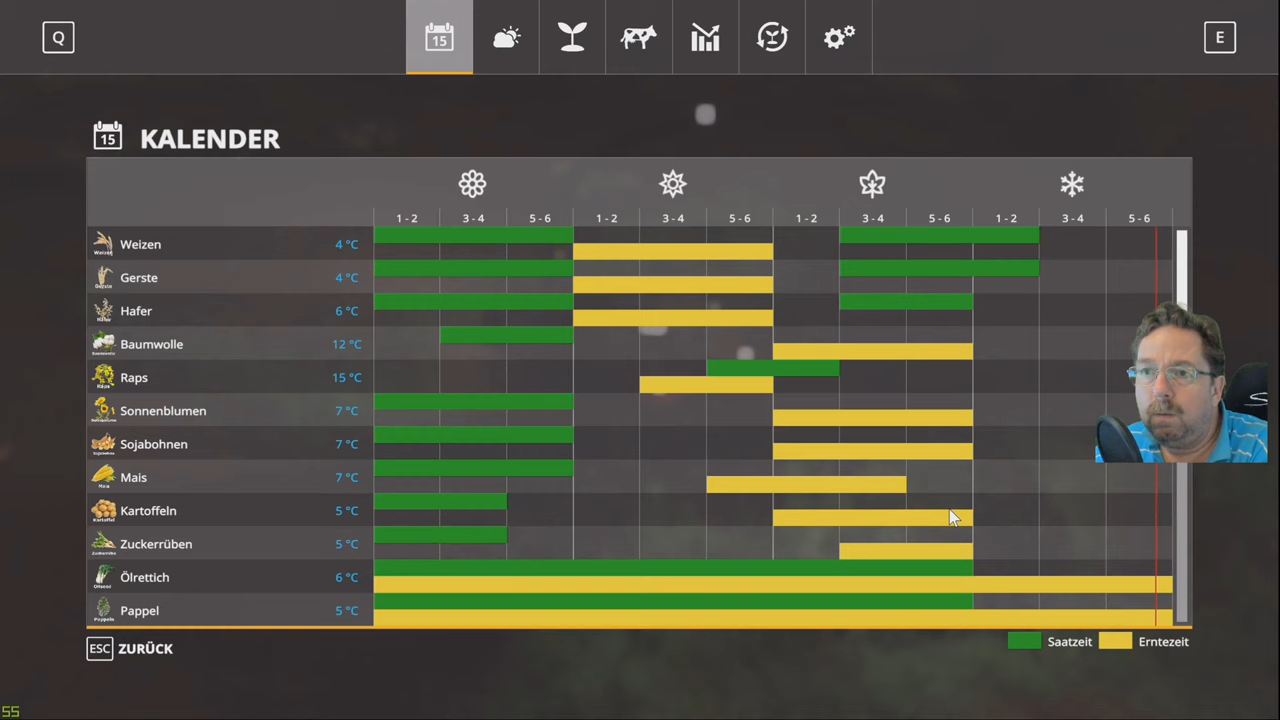 Q
15
E
15 KALENDER
1 - 2 3 - 4 5 - 6 1 - 2 3 - 4 5 - 6 1 - 2 3 - 4 5 - 6 1 - 2 3 - 4 5 - 6
Weizen 4 °C
Gerste 4 °C
Hafer 6 °C
Baumwolle 12 °C
Raps 15 °C
Sonnenblumen 7 °C
Sojabohnen 7 °C
Mais 7 °C
Kartoffeln 5 °C
Zuckerrüben 5 °C
Ölrettich 6 °C
Pappel 5 °C
ESC ZURÜCK
Saatzeit Erntezeit
55